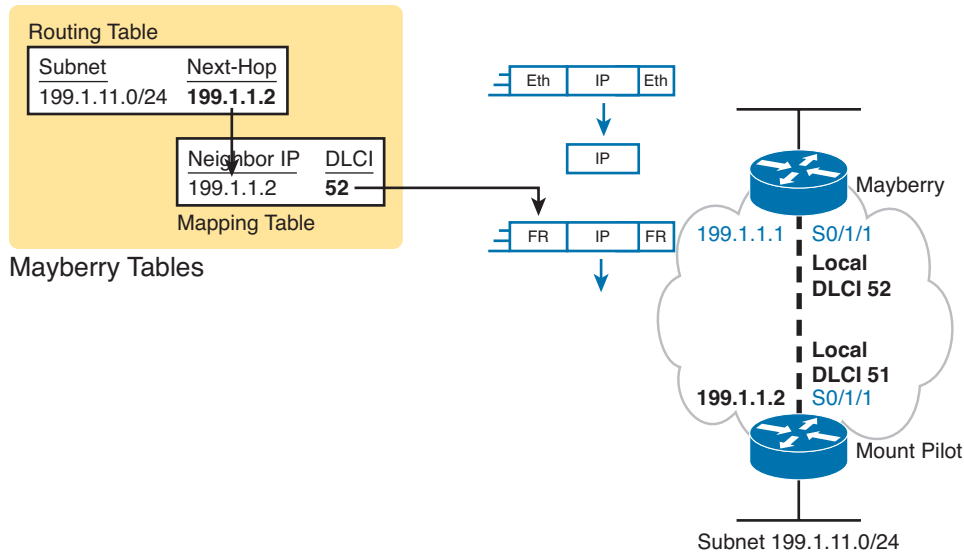 Routing Table
Subnet Next-Hop
199.1.11.0/24 199.1.1.2
Neighbor IP DLCI
199.1.1.2 52
Mapping Table
Mayberry Tables
Eth IP Eth
IP
FR IP FR
Mayberry
199.1.1.1 S0/1/1
Local
DLCI 52
Local
DLCI 51
199.1.1.2 S0/1/1
Mount Pilot
Subnet 199.1.11.0/24